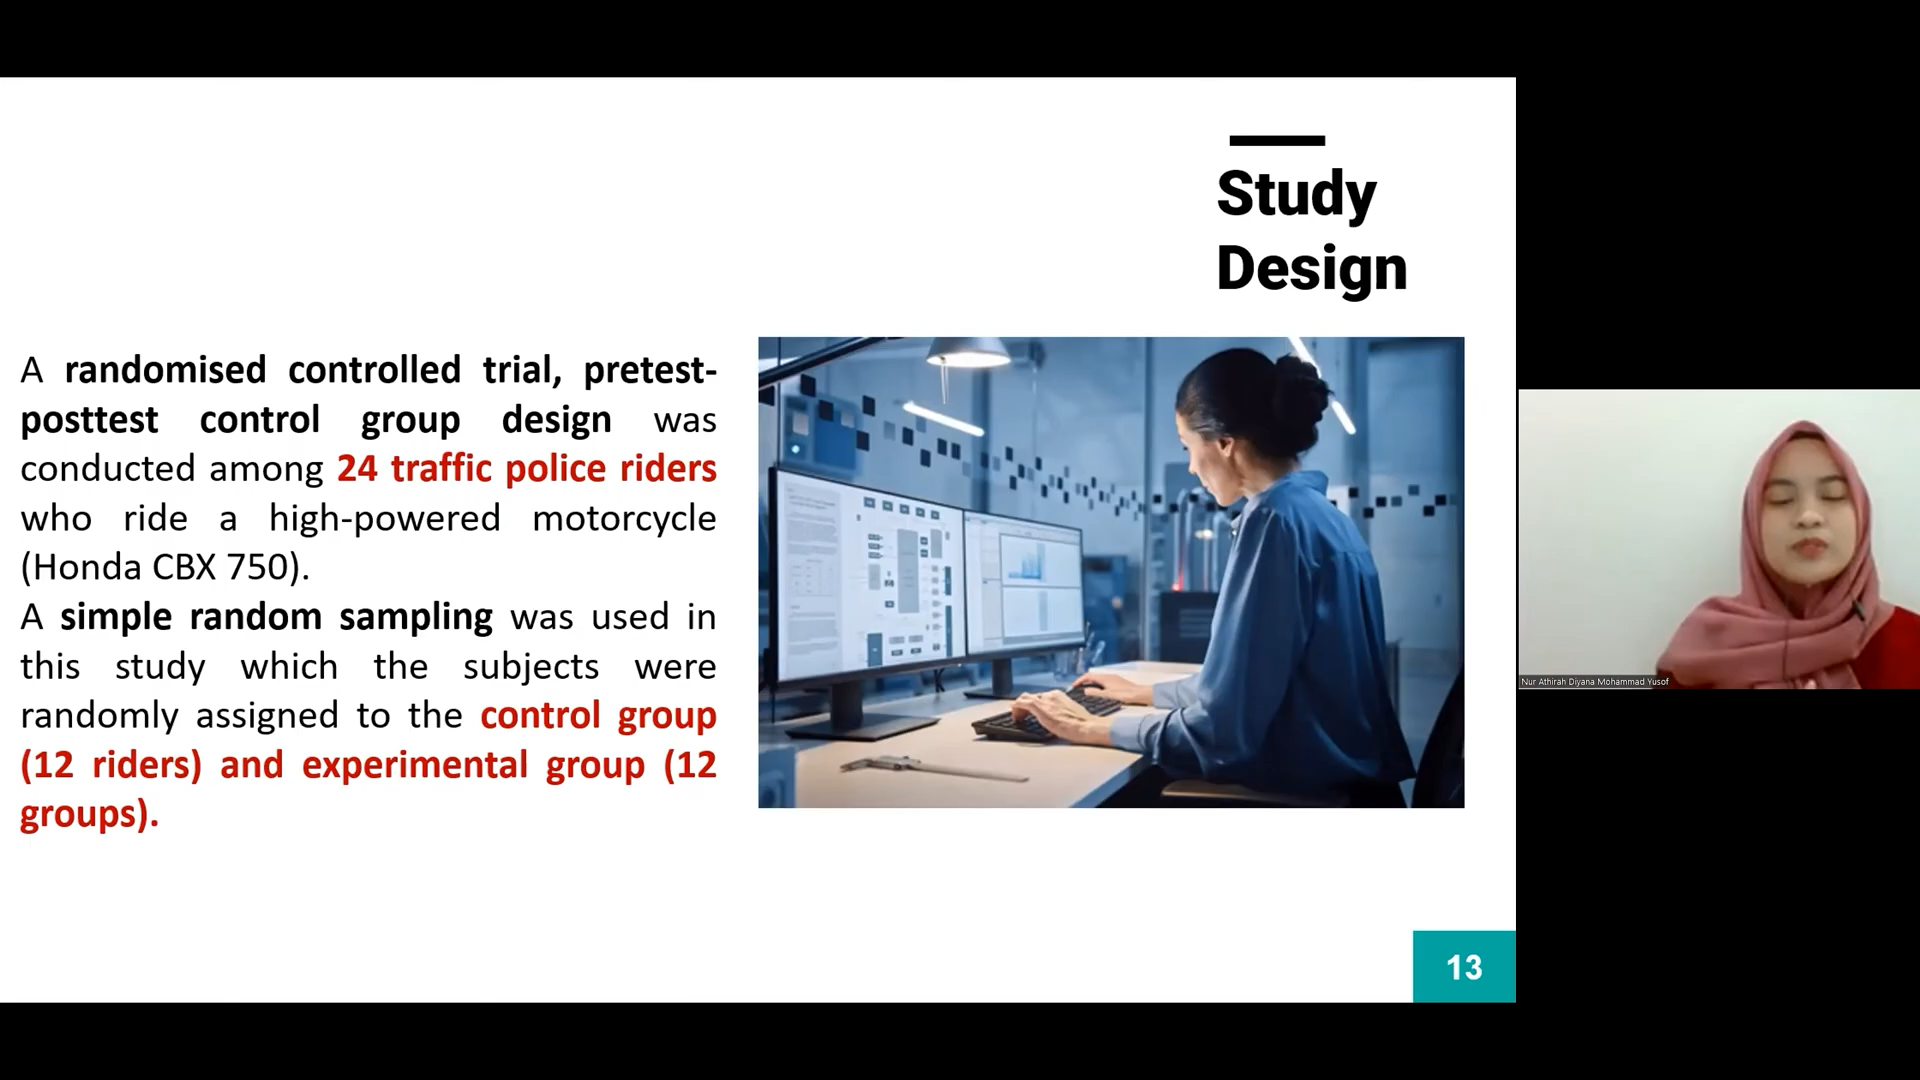 Study
Design
A randomised controlled trial, pretest-
posttest control group design was
conducted among 24 traffic police riders
who ride a high-powered motorcycle
(Honda CBX 750).
A simple random sampling was used in
this study which the subjects were
randomly assigned to the control group
(12 riders) and experimental group (12
groups).
13
Nur Athirah Diyana Mohammad Yusof